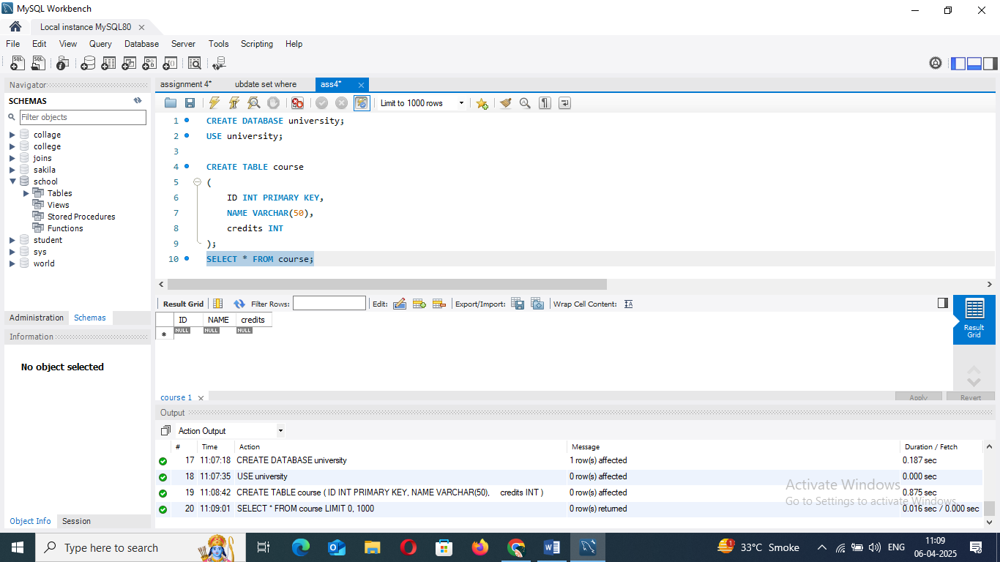 MySQL Workbench
Local instance MySQL80
File Edit View Query Database Server Tools Scripting Help
Navigator
SCHEMAS
Filter objects
collage
college
joins
sakila
school
Tables
Views
Stored Procedures
Functions
student
sys
world
Administration Schemas
Information
No object selected
Object Info Session
assignment 4* ubdate set where ass4*
Limit to 1000 rows
1 CREATE DATABASE university;
2 USE university;
3
4 CREATE TABLE course
5 (
6 ID INT PRIMARY KEY,
7 NAME VARCHAR(50),
8 credits INT
9 );
10 SELECT * FROM course;
Result Grid Filter Rows: Edit: Export/Import: Wrap Cell Content:
ID NAME credits
NULL NULL NULL
Result
Grid
course 1 Apply Revert
Output
Action Output
# Time Action Message Duration / Fetch
17 11:07:18 CREATE DATABASE university 1 row(s) affected 0.187 sec
18 11:07:35 USE university 0 row(s) affected 0.000 sec
19 11:08:42 CREATE TABLE course ( ID INT PRIMARY KEY, NAME VARCHAR(50), credits INT ) 0 row(s) affected 0.875 sec
20 11:09:01 SELECT * FROM course LIMIT 0, 1000 0 row(s) returned 0.016 sec / 0.000 sec
Activate Windows
Go to Settings to activate Windows.
Type here to search
33°C Smoke
ENG
11:09
06-04-2025